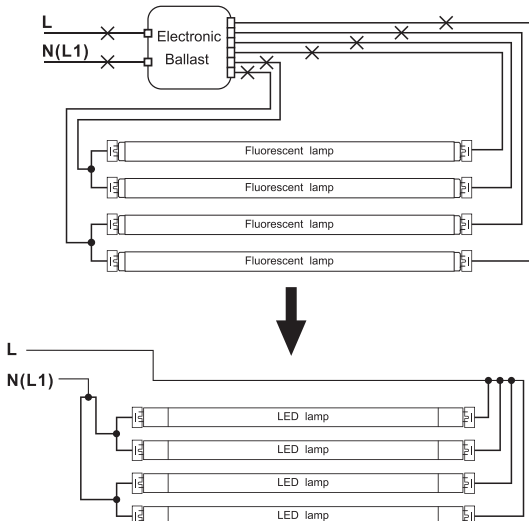 L
N(L1)
Electronic
Ballast
Fluorescent lamp
Fluorescent lamp
Fluorescent lamp
Fluorescent lamp
L
N(L1)
LED lamp
LED lamp
LED lamp
LED lamp